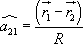 \widehat{a_{21}} = \frac{(\vec{r_1} - \vec{r_2})}{R}